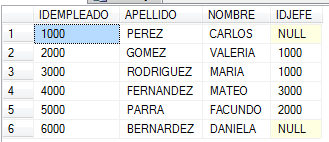 IDEMPLEADO APELLIDO NOMBRE IDJEFE
1 1000 PEREZ CARLOS NULL
2 2000 GOMEZ VALERIA 1000
3 3000 RODRIGUEZ MARIA 1000
4 4000 FERNANDEZ MATEO 3000
5 5000 PARRA FACUNDO 2000
6 6000 BERNARDEZ DANIELA NULL